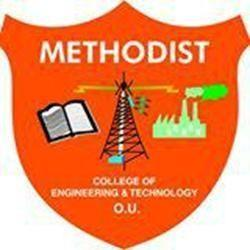 METHODIST
COLLEGE OF
ENGINEERING & TECHNOLOGY
O.U.